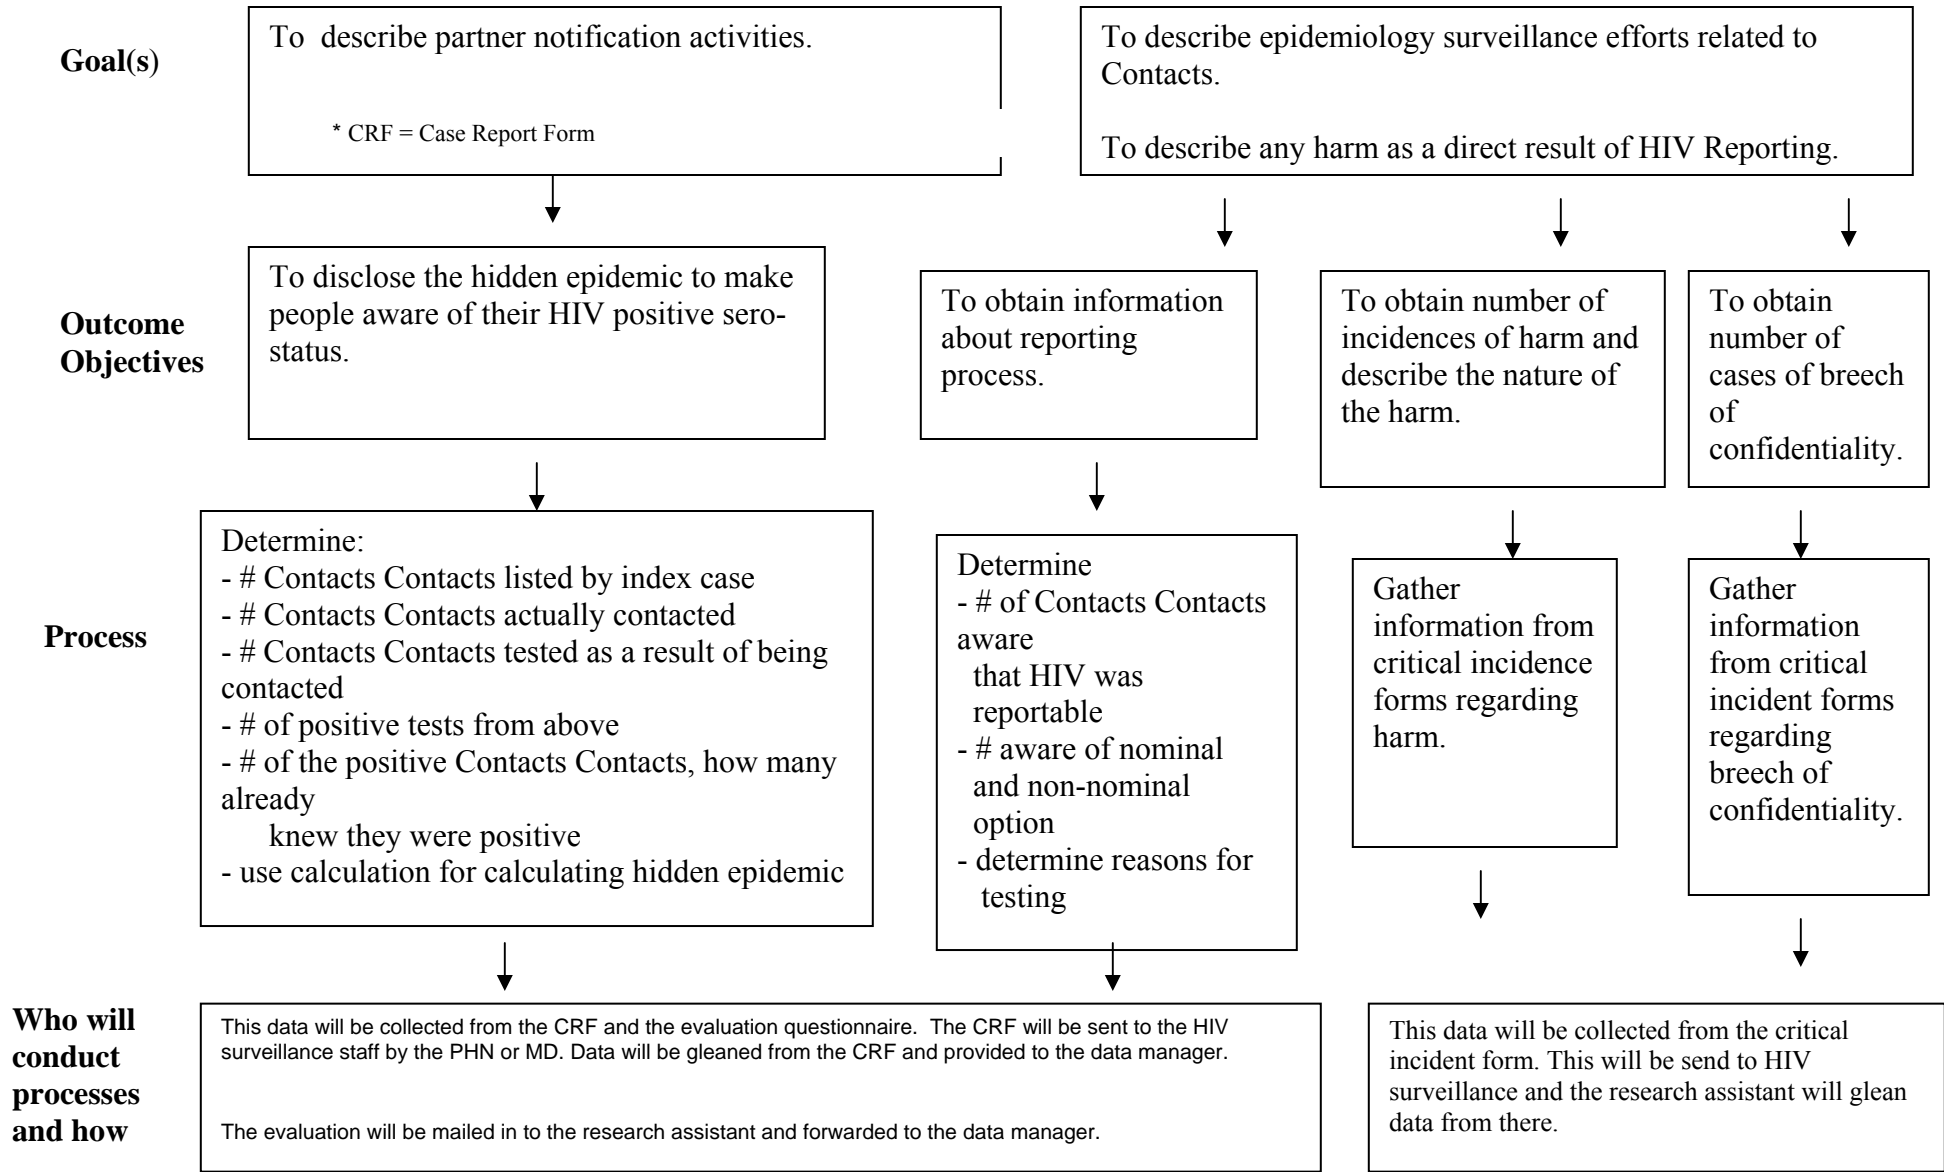 Goal(s)
To describe partner notification activities.
* CRF = Case Report Form
To describe epidemiology surveillance efforts related to
Contacts.
To describe any harm as a direct result of HIV Reporting.
Outcome
Objectives
To disclose the hidden epidemic to make
people aware of their HIV positive sero-
status.
To obtain information
about reporting
process.
To obtain number of
incidences of harm and
describe the nature of
the harm.
To obtain
number of
cases of breech
of
confidentiality.
Process
Determine:
- # Contacts Contacts listed by index case
- # Contacts Contacts actually contacted
- # Contacts Contacts tested as a result of being
contacted
- # of positive tests from above
- # of the positive Contacts Contacts, how many
already
knew they were positive
- use calculation for calculating hidden epidemic
Determine
- # of Contacts Contacts
aware
that HIV was
reportable
- # aware of nominal
and non-nominal
option
- determine reasons for
testing
Gather
information from
critical incidence
forms regarding
harm.
Gather
information
from critical
incident forms
regarding
breech of
confidentiality.
Who will
conduct
processes
and how
This data will be collected from the CRF and the evaluation questionnaire. The CRF will be sent to the HIV
surveillance staff by the PHN or MD. Data will be gleaned from the CRF and provided to the data manager.
The evaluation will be mailed in to the research assistant and forwarded to the data manager.
This data will be collected from the critical
incident form. This will be send to HIV
surveillance and the research assistant will glean
data from there.